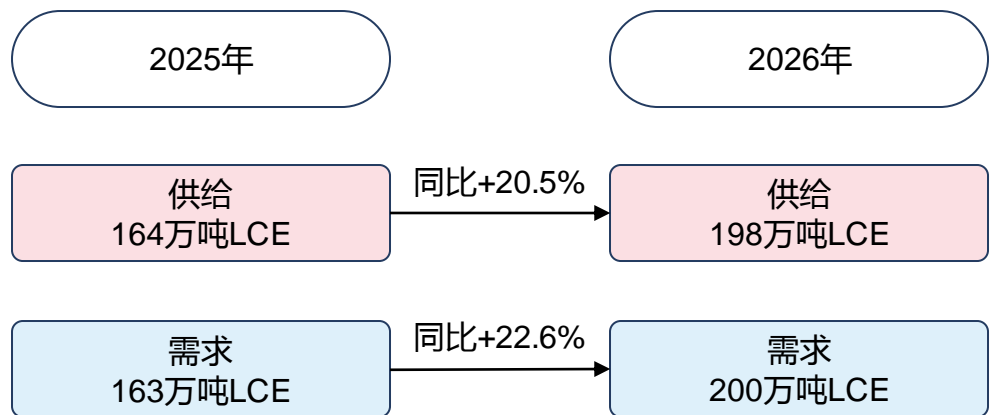 2025年
2026年
供给
164万吨LCE
同比+20.5%
供给
198万吨LCE
需求
163万吨LCE
同比+22.6%
需求
200万吨LCE